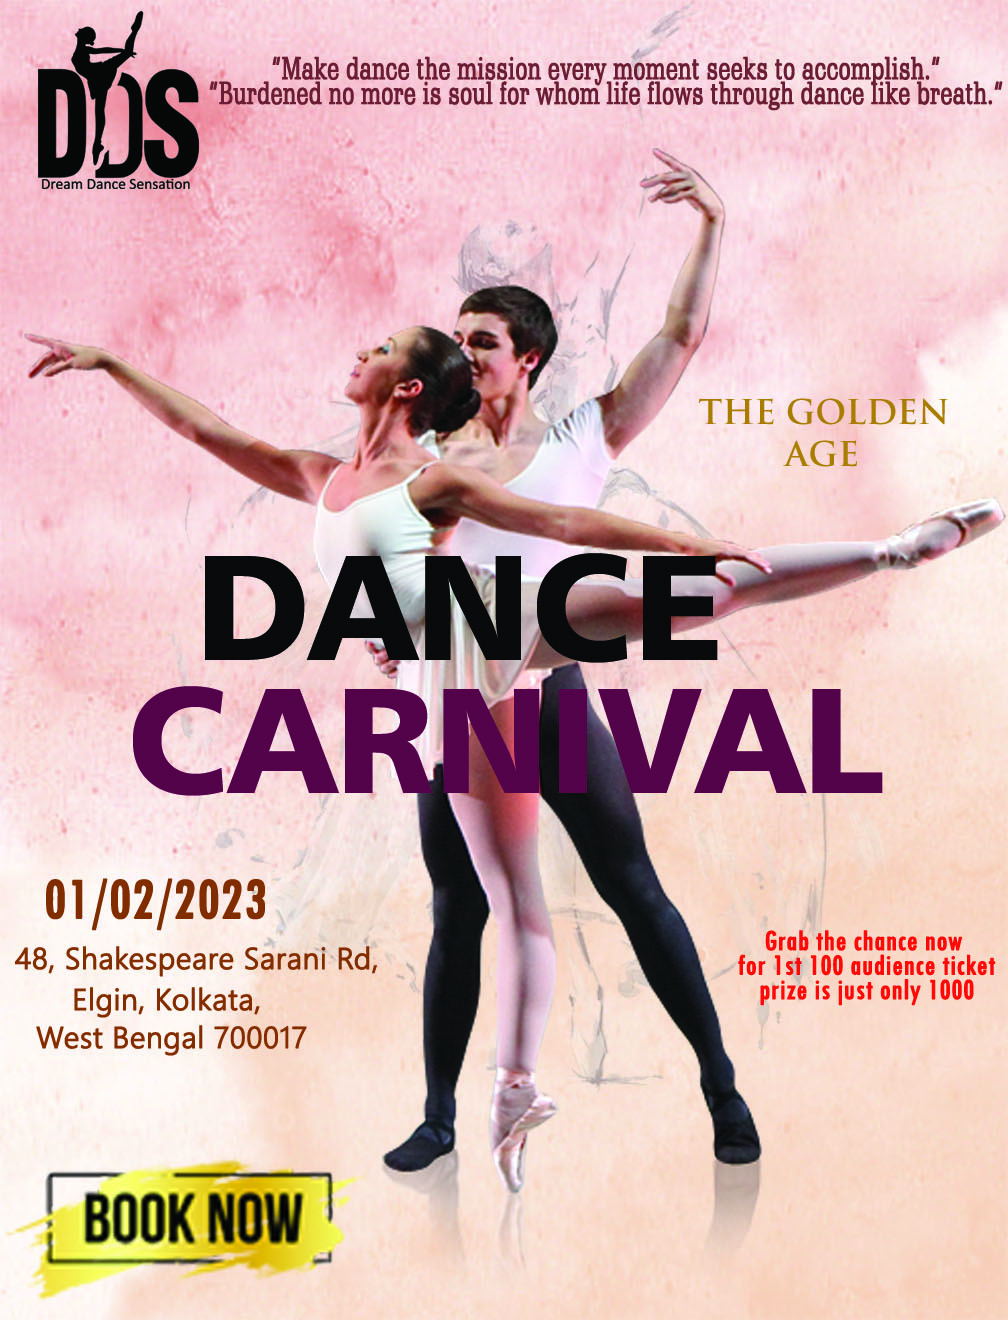 DDS
Dream Dance Sensation
"Make dance the mission every moment seeks to accomplish."
"Burdened no more is soul for whom life flows through dance like breath."
THE GOLDEN
AGE
DANCE
CARNIVAL
01/02/2023
48, Shakespeare Sarani Rd,
Elgin, Kolkata,
West Bengal 700017
Grab the chance now
for 1st 100 audience ticket
prize is just only 1000
BOOK NOW